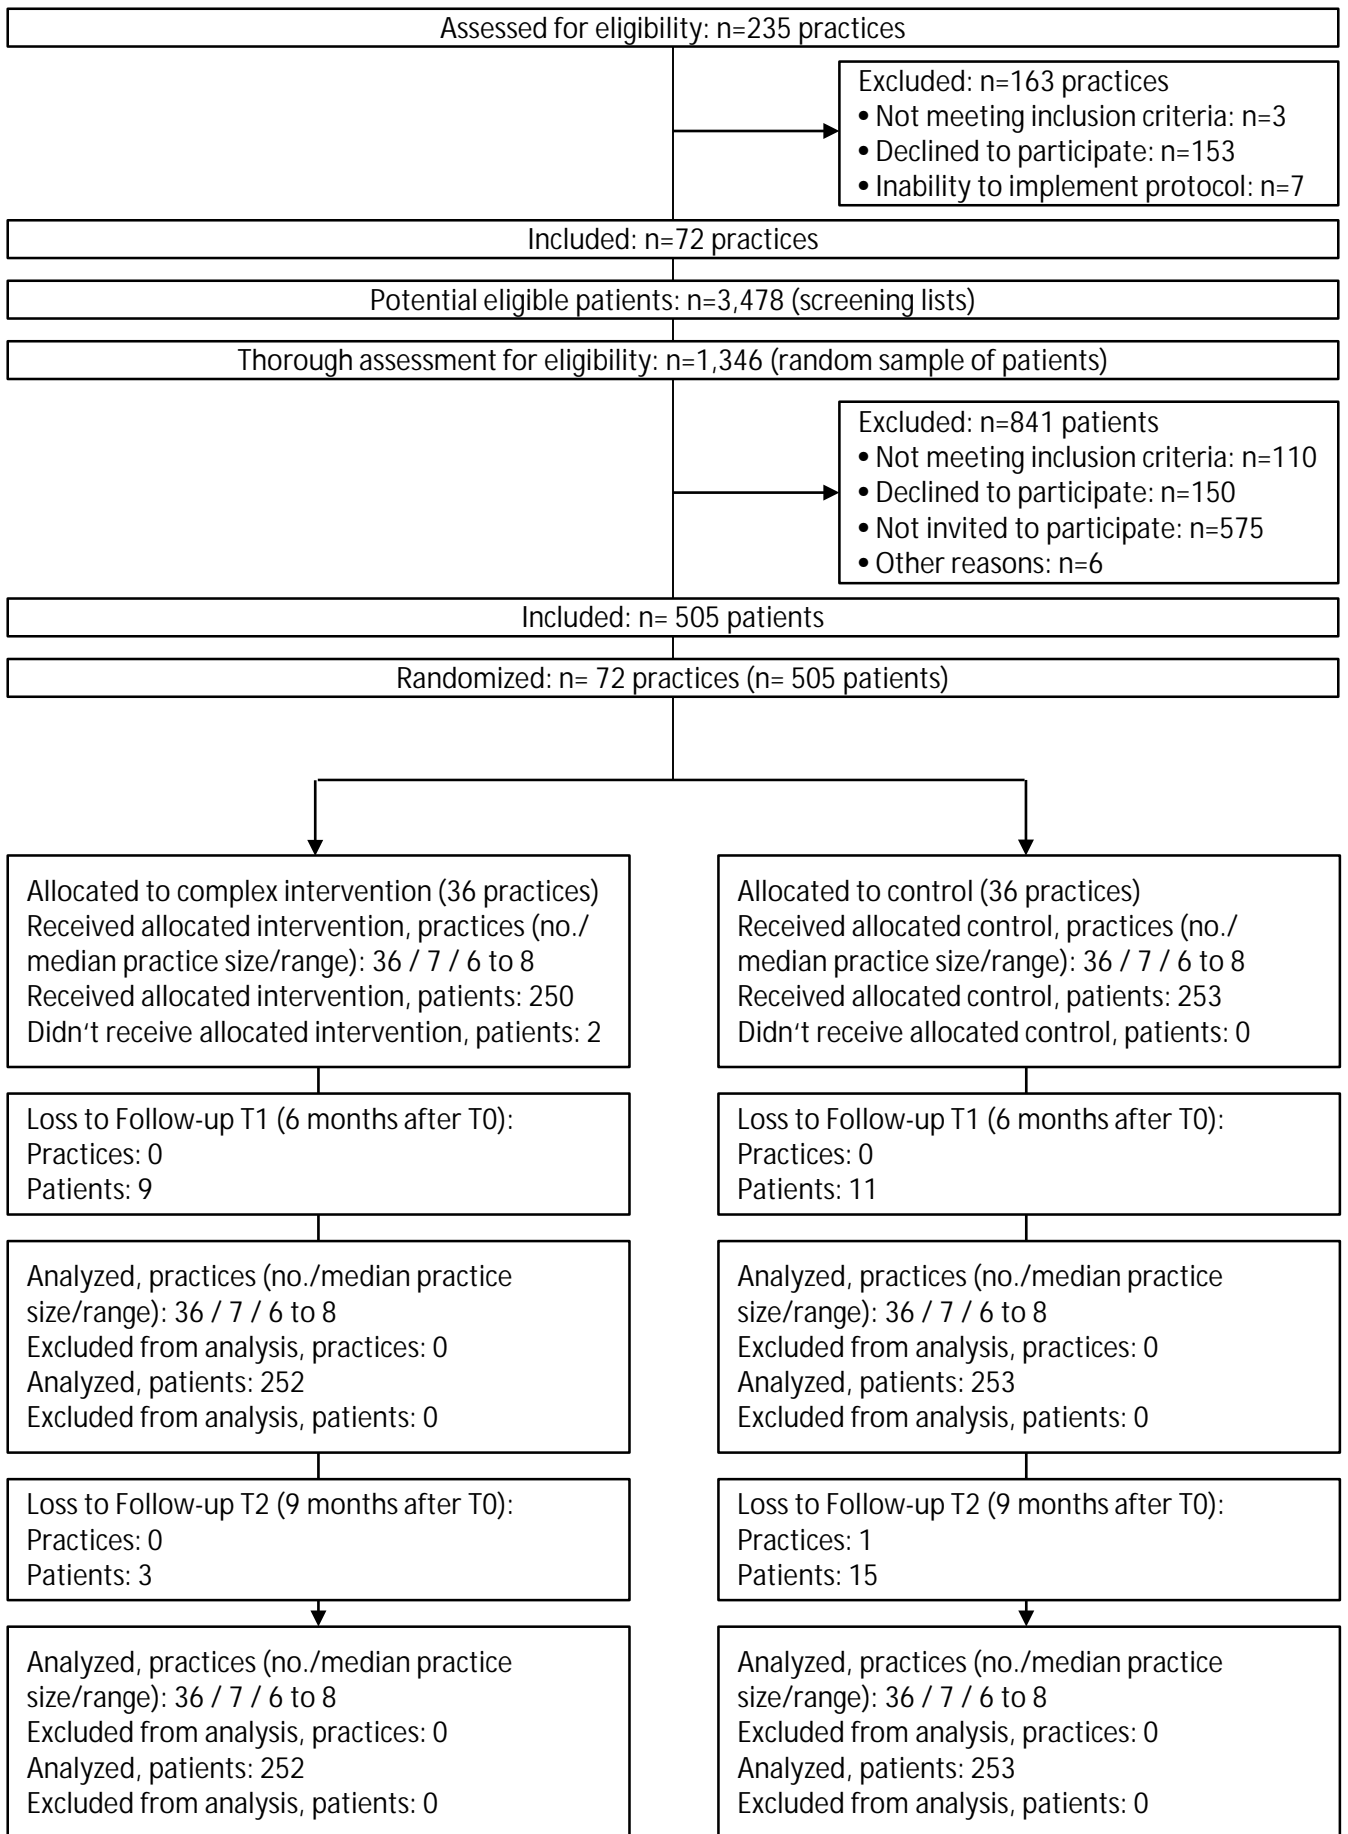 Assessed for eligibility: n=235 practices
Excluded: n=163 practices
• Not meeting inclusion criteria: n=3
• Declined to participate: n=153
• Inability to implement protocol: n=7
Included: n=72 practices
Potential eligible patients: n=3,478 (screening lists)
Thorough assessment for eligibility: n=1,346 (random sample of patients)
Excluded: n=841 patients
• Not meeting inclusion criteria: n=110
• Declined to participate: n=150
• Not invited to participate: n=575
• Other reasons: n=6
Included: n= 505 patients
Randomized: n= 72 practices (n= 505 patients)
Allocated to complex intervention (36 practices)
Received allocated intervention, practices (no./
median practice size/range): 36 / 7 / 6 to 8
Received allocated intervention, patients: 250
Didn‘t receive allocated intervention, patients: 2
Allocated to control (36 practices)
Received allocated control, practices (no./
median practice size/range): 36 / 7 / 6 to 8
Received allocated control, patients: 253
Didn‘t receive allocated control, patients: 0
Loss to Follow-up T1 (6 months after T0):
Practices: 0
Patients: 9
Loss to Follow-up T1 (6 months after T0):
Practices: 0
Patients: 11
Analyzed, practices (no./median practice
size/range): 36 / 7 / 6 to 8
Excluded from analysis, practices: 0
Analyzed, patients: 252
Excluded from analysis, patients: 0
Analyzed, practices (no./median practice
size/range): 36 / 7 / 6 to 8
Excluded from analysis, practices: 0
Analyzed, patients: 253
Excluded from analysis, patients: 0
Loss to Follow-up T2 (9 months after T0):
Practices: 0
Patients: 3
Loss to Follow-up T2 (9 months after T0):
Practices: 1
Patients: 15
Analyzed, practices (no./median practice
size/range): 36 / 7 / 6 to 8
Excluded from analysis, practices: 0
Analyzed, patients: 252
Excluded from analysis, patients: 0
Analyzed, practices (no./median practice
size/range): 36 / 7 / 6 to 8
Excluded from analysis, practices: 0
Analyzed, patients: 253
Excluded from analysis, patients: 0